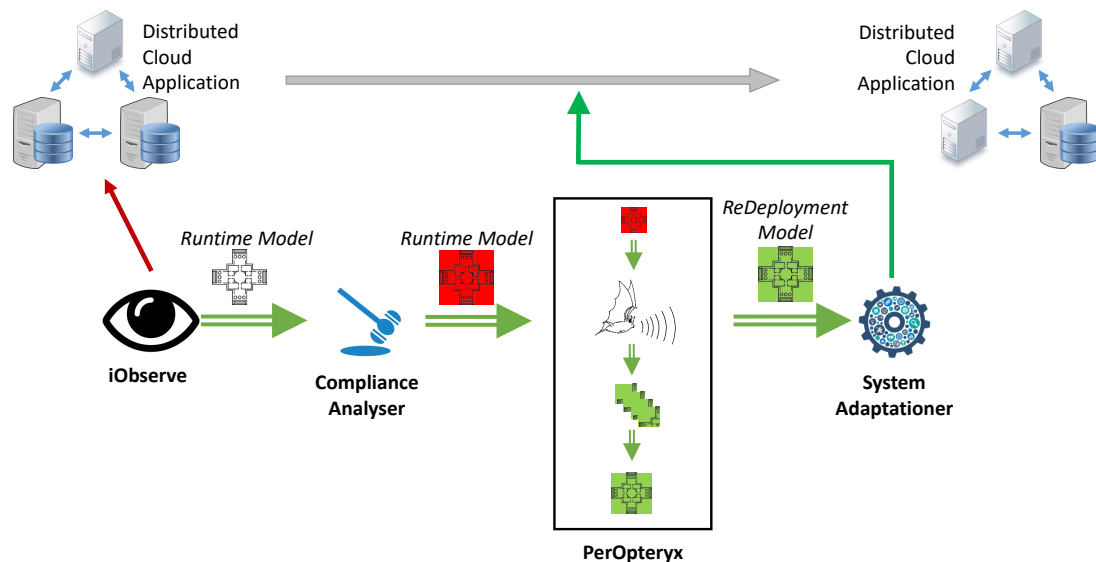 Distributed
Cloud
Application
Distributed
Cloud
Application
Runtime Model
Runtime Model
ReDeployment
Model
iObserve
Compliance
Analyser
System
Adaptationer
PerOpteryx